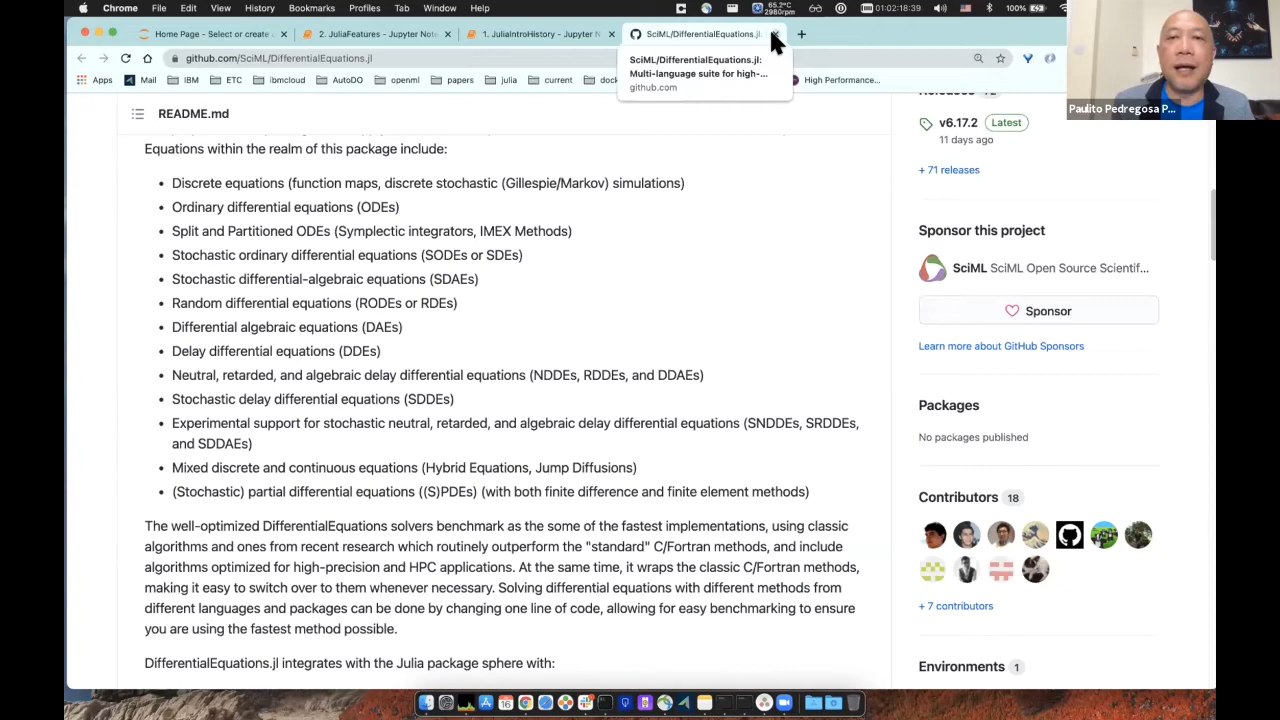 Chrome File Edit View History Bookmarks Profiles Tab Window Help 65.2°C 2980rpm 01:02:18:39 100%
Home Page - Select or create a
2. JuliaFeatures - Jupyter Note
1. JuliaIntroHistory - Jupyter N
SciML/DifferentialEquations.jl:
github.com/SciML/DifferentialEquations.jl
SciML/DifferentialEquations.jl:
Multi-language suite for high-...
github.com
Apps Mail IBM ETC ibmcloud AutoDO openml papers julia current High Performance...
Paulito Pedregosa P...
README.md
Equations within the realm of this package include:
• Discrete equations (function maps, discrete stochastic (Gillespie/Markov) simulations)
• Ordinary differential equations (ODEs)
• Split and Partitioned ODEs (Symplectic integrators, IMEX Methods)
• Stochastic ordinary differential equations (SODEs or SDEs)
• Stochastic differential-algebraic equations (SDAEs)
• Random differential equations (RODEs or RDEs)
• Differential algebraic equations (DAEs)
• Delay differential equations (DDEs)
• Neutral, retarded, and algebraic delay differential equations (NDDEs, RDDEs, and DDAEs)
• Stochastic delay differential equations (SDDEs)
• Experimental support for stochastic neutral, retarded, and algebraic delay differential equations (SNDDEs, SRDDEs,
and SDDAEs)
• Mixed discrete and continuous equations (Hybrid Equations, Jump Diffusions)
• (Stochastic) partial differential equations ((S)PDEs) (with both finite difference and finite element methods)
The well-optimized DifferentialEquations solvers benchmark as the some of the fastest implementations, using classic
algorithms and ones from recent research which routinely outperform the "standard" C/Fortran methods, and include
algorithms optimized for high-precision and HPC applications. At the same time, it wraps the classic C/Fortran methods,
making it easy to switch over to them whenever necessary. Solving differential equations with different methods from
different languages and packages can be done by changing one line of code, allowing for easy benchmarking to ensure
you are using the fastest method possible.
DifferentialEquations.jl integrates with the Julia package sphere with:
Releases 72
v6.17.2 Latest
11 days ago
+ 71 releases
Sponsor this project
SciML SciML Open Source Scientif...
Sponsor
Learn more about GitHub Sponsors
Packages
No packages published
Contributors 18
+ 7 contributors
Environments 1